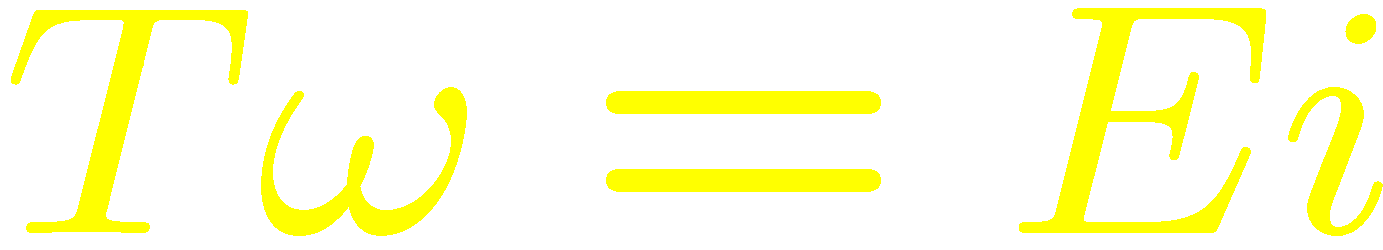 Tω = Ei